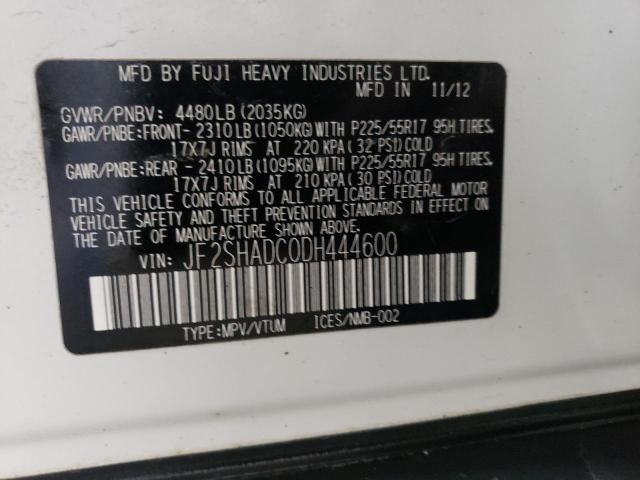 MFD BY FUJI HEAVY INDUSTRIES LTD.
MFD IN 11/12
GVWR/PNBV: 4480LB(2035KG)
GAWR/PNBE:FRONT- 2310LB(1050KG)WITH P225/55R17 95H TIRES,
17X7J RIMS AT 220 KPA(32 PSI)COLD
GAWR/PNBE:REAR - 2410LB(1095KG)WITH P225/55R17 95H TIRES,
17X7J RIMS AT 210 KPA(30 PSI)COLD
THIS VEHICLE CONFORMS TO ALL APPLICABLE FEDERAL MOTOR
VEHICLE SAFETY AND THEFT PREVENTION STANDARDS IN EFFECT ON
THE DATE OF MANUFACTURE SHOWN ABOVE.
VIN: JF2SHADC0DH444600
TYPE:MPV/VTUM ICES/NMB-002